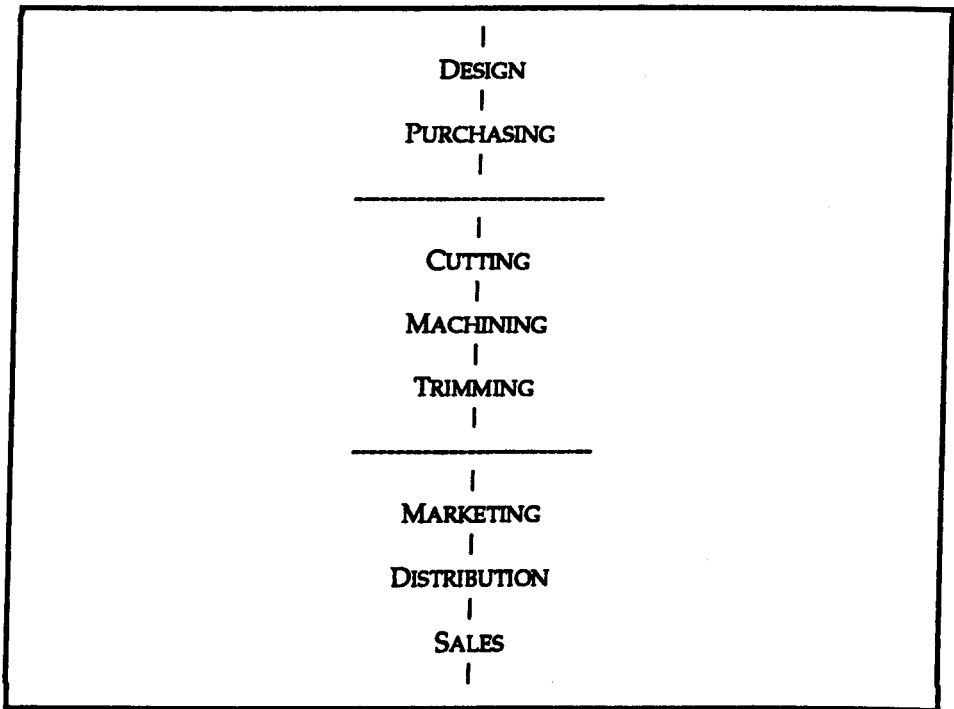 DESIGN
PURCHASING
CUTTING
MACHINING
TRIMMING
MARKETING
DISTRIBUTION
SALES